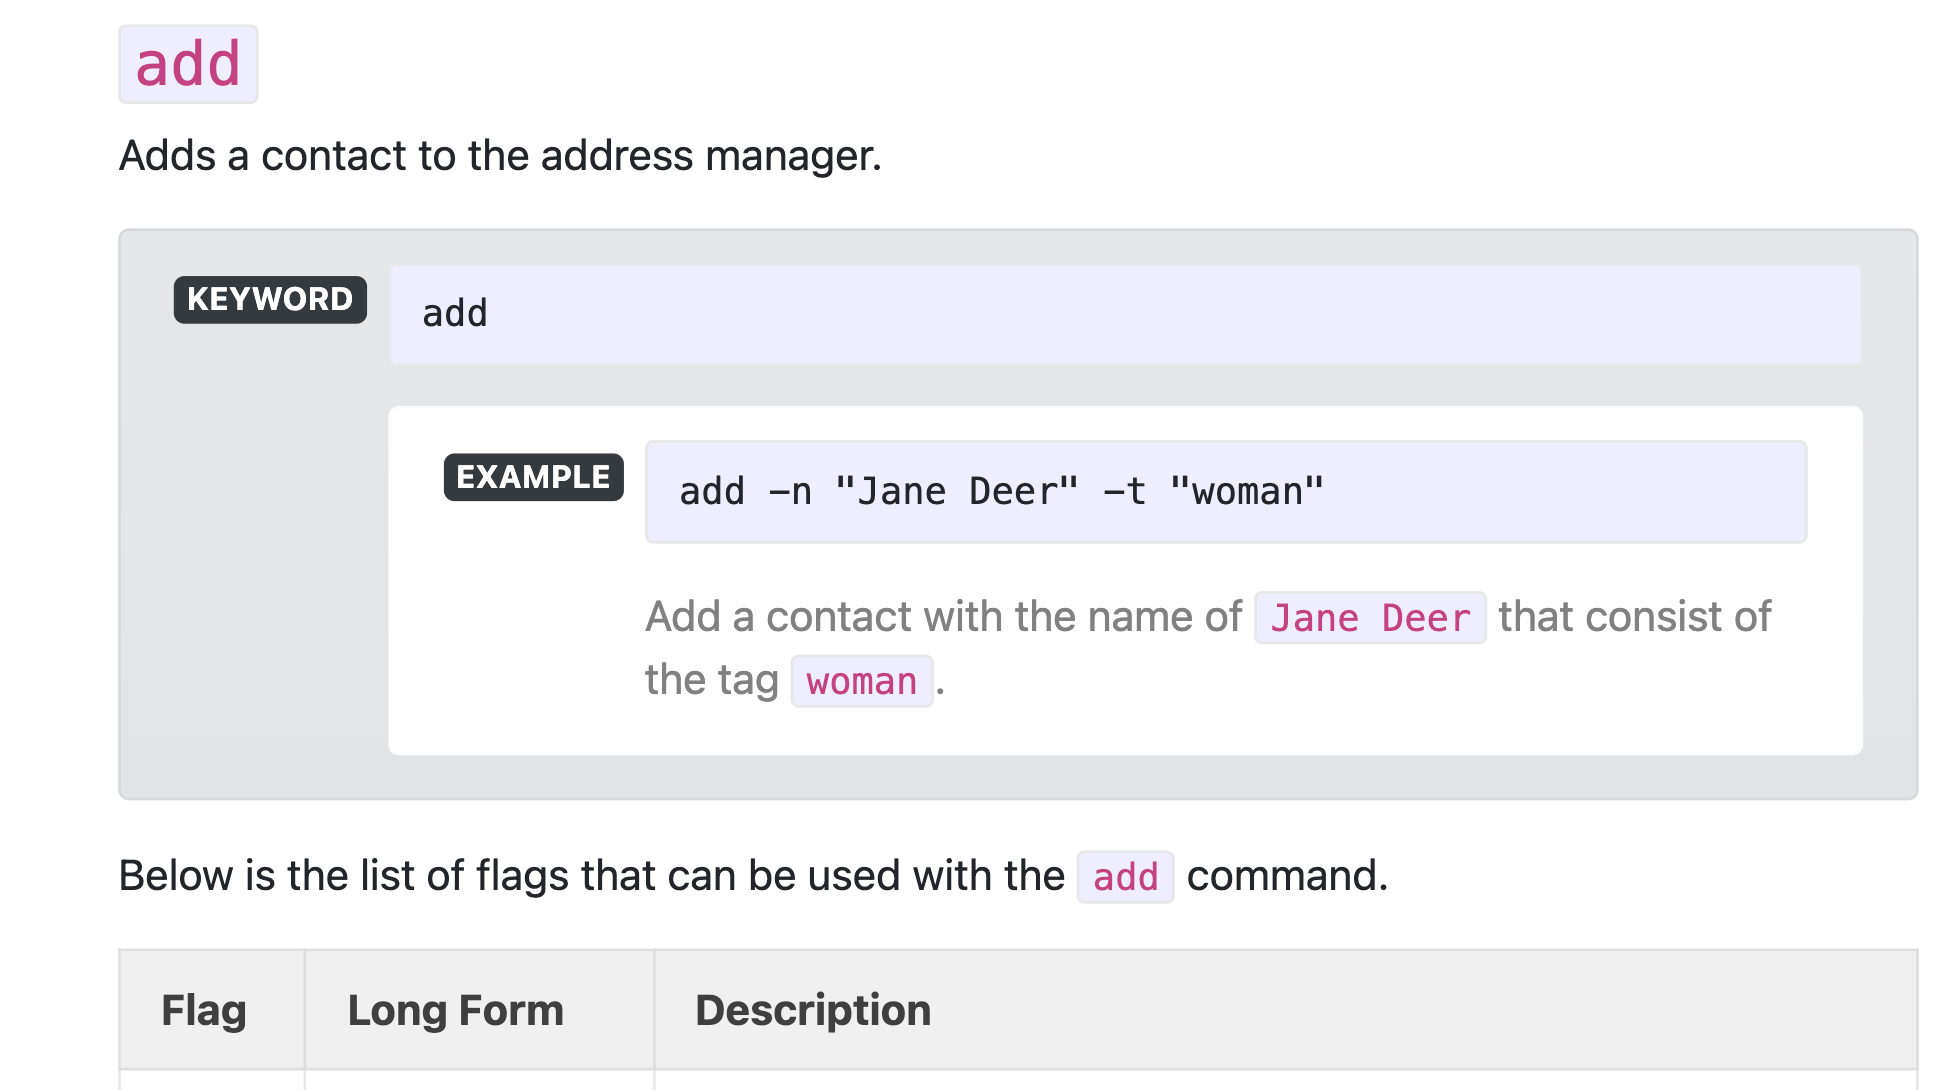 add
Adds a contact to the address manager.
KEYWORD add
EXAMPLE add -n "Jane Deer" -t "woman"
Add a contact with the name of Jane Deer that consist of
the tag woman.
Below is the list of flags that can be used with the add command.
Flag Long Form Description